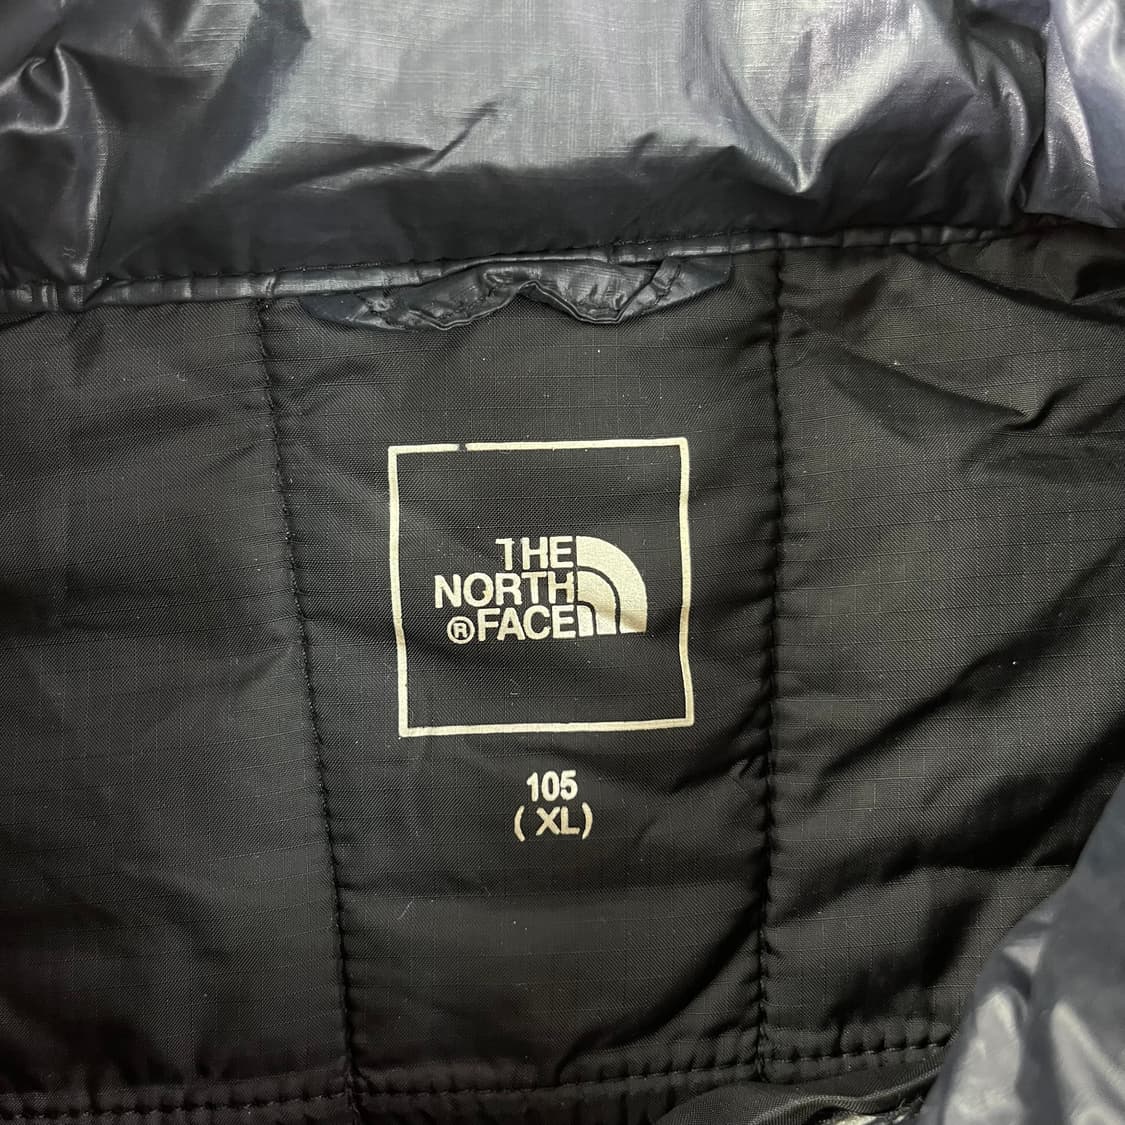 THE
NORTH
®FACE
105
( XL)